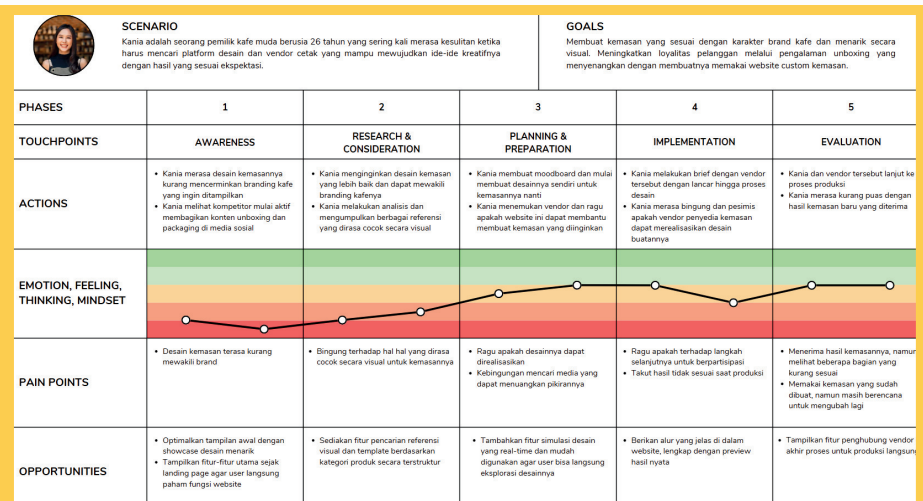 SCENARIO
Kania adalah seorang pemilik kafe muda berusia 26 tahun yang sering kali merasa kesulitan ketika
harus mencari platform desain dan vendor cetak yang mampu mewujudkan ide-ide kreatifnya
dengan hasil yang sesuai ekspektasi.
GOALS
Membuat kemasan yang sesuai dengan karakter brand kafe dan menarik secara
visual. Meningkatkan loyalitas pelanggan melalui pengalaman unboxing yang
menyenangkan dengan membuatnya memakai website custom kemasan.
PHASES
1
2
3
4
5
TOUCHPOINTS
AWARENESS
RESEARCH &
CONSIDERATION
PLANNING &
PREPARATION
IMPLEMENTATION
EVALUATION
ACTIONS
• Kania merasa desain kemasannya
kurang mencerminkan branding kafe
yang ingin ditampilkan
• Kania melihat kompetitor mulai aktif
membagikan konten unboxing dan
packaging di media sosial
• Kania menginginkan desain kemasan
yang lebih baik dan dapat mewakili
branding kafenya
• Kania melakukan analisis dan
mengumpulkan berbagai referensi
yang dirasa cocok secara visual
• Kania membuat moodboard dan mulai
membuat desainnya sendiri untuk
kemasannya nanti
• Kania menemukan vendor dan ragu
apakah website ini dapat membantu
membuat kemasan yang diinginkan
• Kania melakukan brief dengan vendor
tersebut dengan lancar hingga proses
desain
• Kania merasa bingung dan pesimis
apakah vendor penyedia kemasan
dapat merealisasikan desain
buatannya
• Kania dan vendor tersebut lanjut ke
proses produksi
• Kania merasa kurang puas dengan
hasil kemasan baru yang diterima
EMOTION, FEELING,
THINKING, MINDSET
PAIN POINTS
• Desain kemasan terasa kurang
mewakili brand
• Bingung terhadap hal hal yang dirasa
cocok secara visual untuk kemasannya
• Ragu apakah desainnya dapat
direalisasikan
• Kebingungan mencari media yang
dapat menuangkan pikirannya
• Ragu apakah terhadap langkah
selanjutnya untuk berpartisipasi
• Takut hasil tidak sesuai saat produksi
• Menerima hasil kemasannya, namun
melihat beberapa bagian yang
kurang sesuai
• Memakai kemasan yang sudah
dibuat, namun masih berencana
untuk mengubah lagi
OPPORTUNITIES
• Optimalkan tampilan awal dengan
showcase desain menarik
• Tampilkan fitur-fitur utama sejak
landing page agar user langsung
paham fungsi website
• Sediakan fitur pencarian referensi
visual dan template berdasarkan
kategori produk secara terstruktur
• Tambahkan fitur simulasi desain
yang real-time dan mudah
digunakan agar user bisa langsung
eksplorasi desainnya
• Berikan alur yang jelas di dalam
website, lengkap dengan preview
hasil nyata
• Tampilkan fitur penghubung vendor
akhir proses untuk produksi langsung